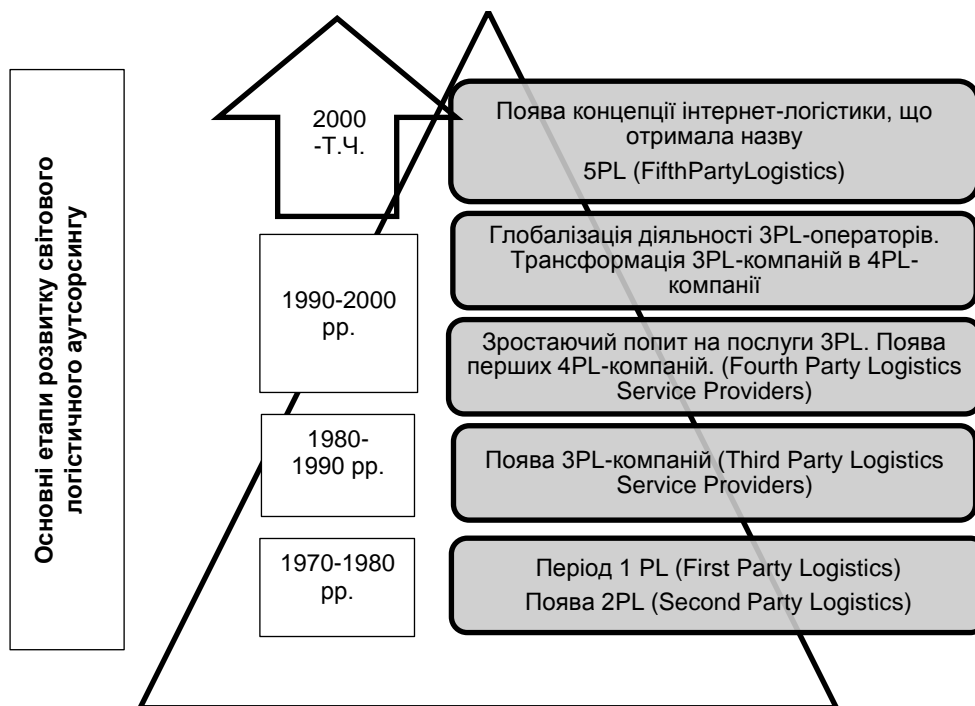 Основні етапи розвитку світового
логістичного аутсорсингу
2000
-Т.Ч.
Поява концепції інтернет-логістики, що
отримала назву
5PL (FifthPartyLogistics)
1990-2000
рр.
Глобалізація діяльності 3PL-операторів.
Трансформація 3PL-компаній в 4PL-
компанії
Зростаючий попит на послуги 3PL. Поява
перших 4PL-компаній. (Fourth Party Logistics
Service Providers)
1980-
1990 рр.
Поява 3PL-компаній (Third Party Logistics
Service Providers)
1970-1980
рр.
Період 1 PL (First Party Logistics)
Поява 2PL (Second Party Logistics)